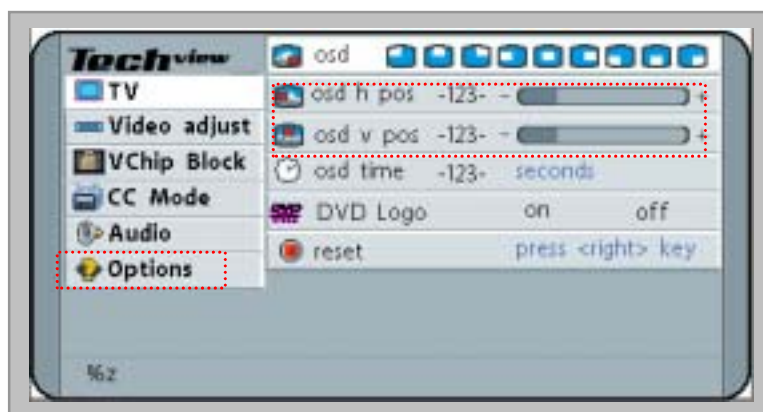 Techview
TV
Video adjust
VChip Block
CC Mode
Audio
Options
osd
osd h pos -123- - +
osd v pos -123- - +
osd time -123- seconds
DVD Logo on off
reset press <right> key
%z